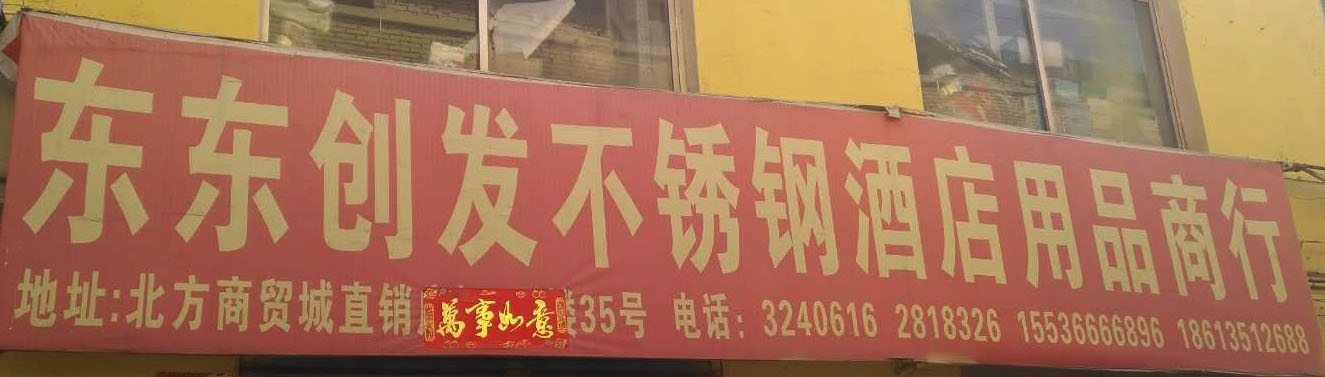 东东创发不锈钢酒店用品商行
地址:北方商贸城直销 35号 电话: 3240616 2818326 15536666896 18613512688
萬事如意